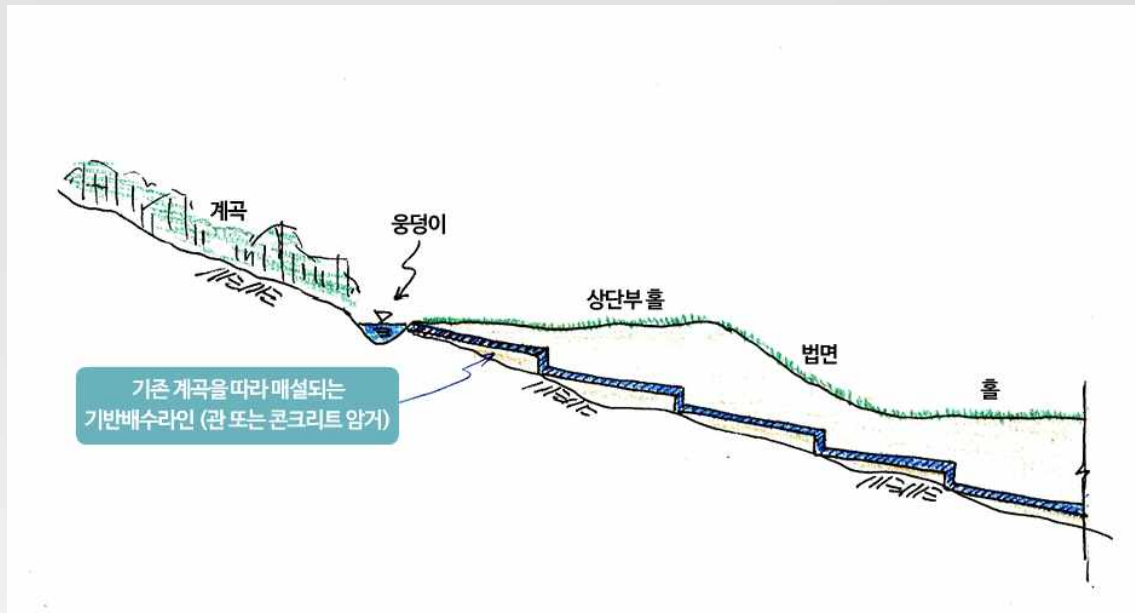 계곡
웅덩이
상단부 홀
법면
홀
기존 계곡을 따라 매설되는
기반배수라인 (관 또는 콘크리트 암거)